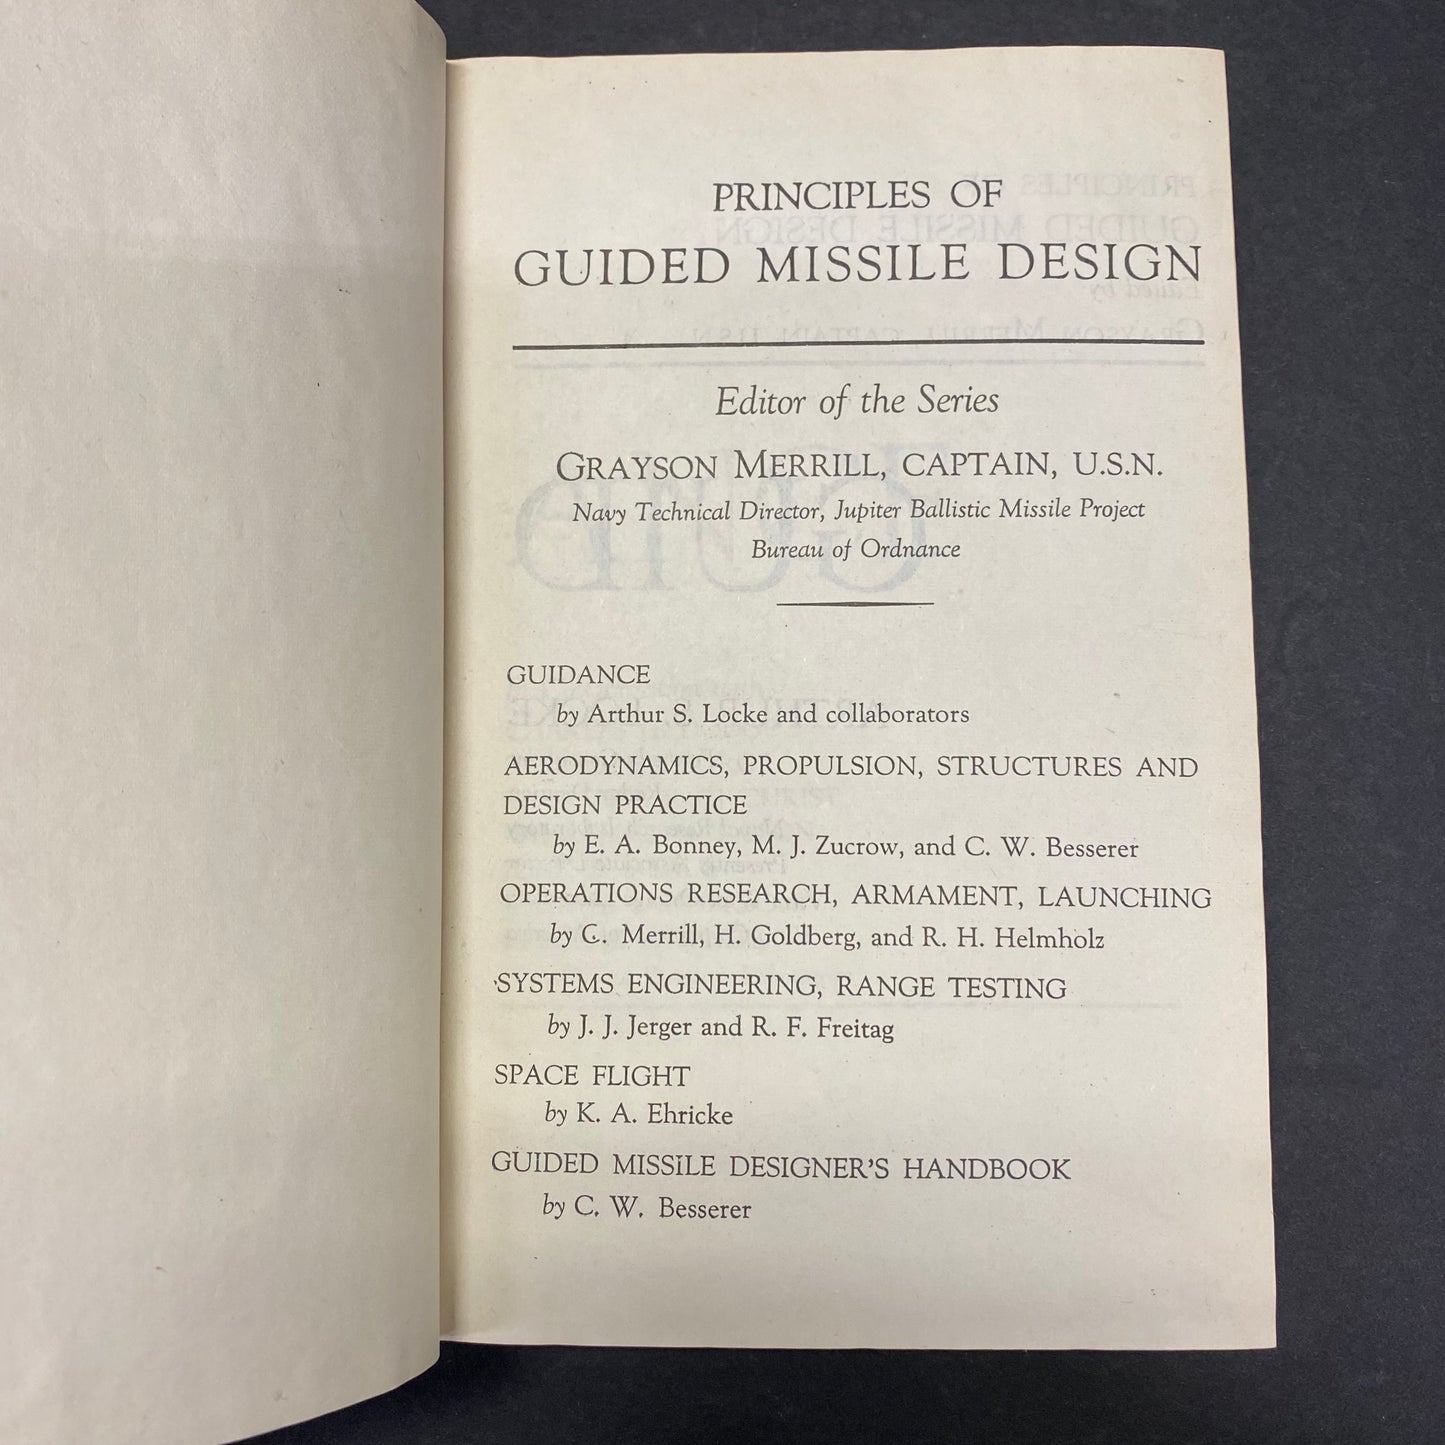 PRINCIPLES OF
GUIDED MISSILE DESIGN
Editor of the Series
GRAYSON MERRILL, CAPTAIN, U.S.N.
Navy Technical Director, Jupiter Ballistic Missile Project
Bureau of Ordnance
GUIDANCE
by Arthur S. Locke and collaborators
AERODYNAMICS, PROPULSION, STRUCTURES AND
DESIGN PRACTICE
by E. A. Bonney, M. J. Zucrow, and C. W. Besserer
OPERATIONS RESEARCH, ARMAMENT, LAUNCHING
by G. Merrill, H. Goldberg, and R. H. Helmholz
SYSTEMS ENGINEERING, RANGE TESTING
by J. J. Jerger and R. F. Freitag
SPACE FLIGHT
by K. A. Ehricke
GUIDED MISSILE DESIGNER'S HANDBOOK
by C. W. Besserer